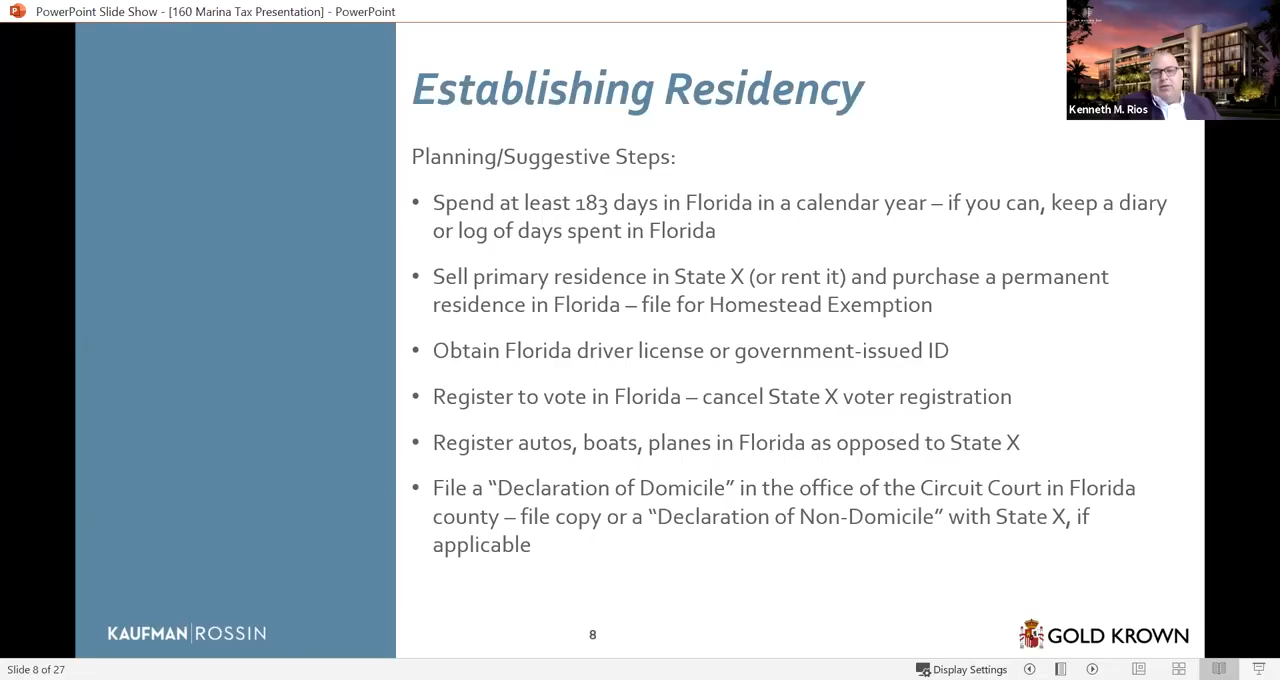 PowerPoint Slide Show - [160 Marina Tax Presentation] - PowerPoint
Kenneth M. Rios
Establishing Residency
Planning/Suggestive Steps:
• Spend at least 183 days in Florida in a calendar year – if you can, keep a diary
or log of days spent in Florida
• Sell primary residence in State X (or rent it) and purchase a permanent
residence in Florida – file for Homestead Exemption
• Obtain Florida driver license or government-issued ID
• Register to vote in Florida – cancel State X voter registration
• Register autos, boats, planes in Florida as opposed to State X
• File a “Declaration of Domicile” in the office of the Circuit Court in Florida
county – file copy or a “Declaration of Non-Domicile” with State X, if
applicable
KAUFMAN|ROSSIN
8
GOLD KROWN
Slide 8 of 27
Display Settings